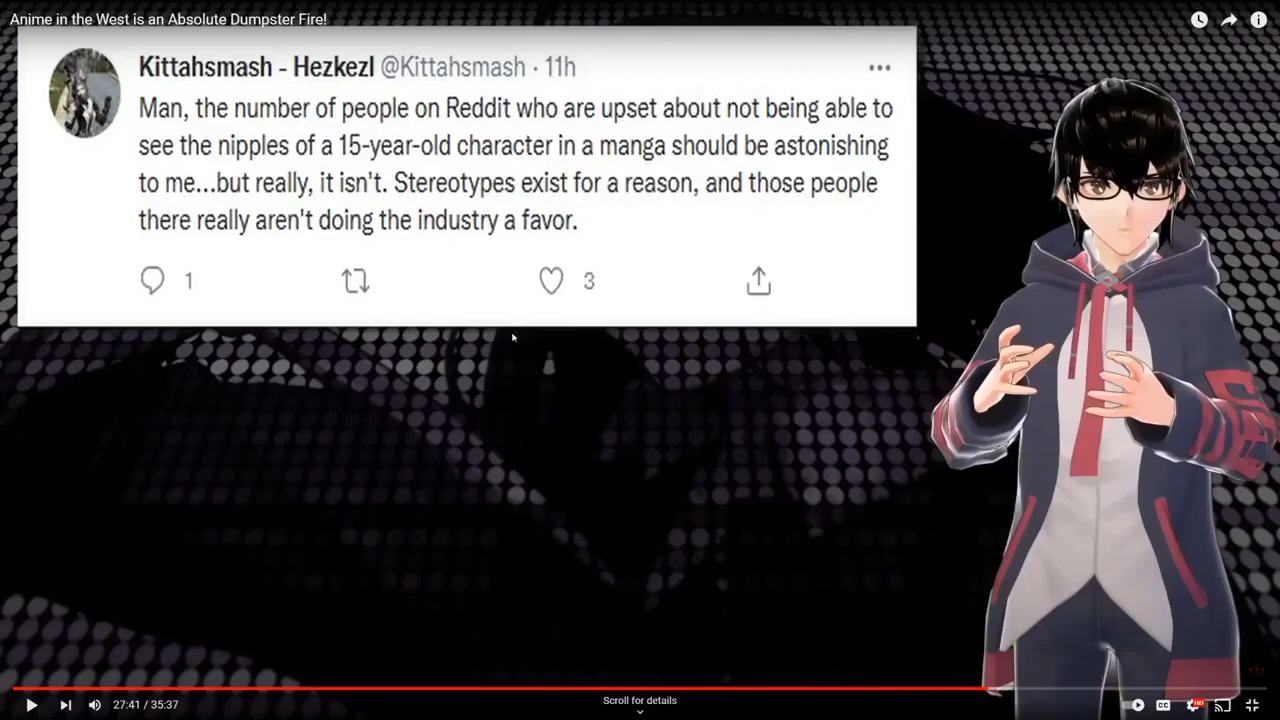 Anime in the West is an Absolute Dumpster Fire!
Kittahsmash - Hezkezl @Kittahsmash · 11h
Man, the number of people on Reddit who are upset about not being able to
see the nipples of a 15-year-old character in a manga should be astonishing
to me...but really, it isn't. Stereotypes exist for a reason, and those people
there really aren't doing the industry a favor.
1 3
27:41 / 35:37
Scroll for details
CC
HD